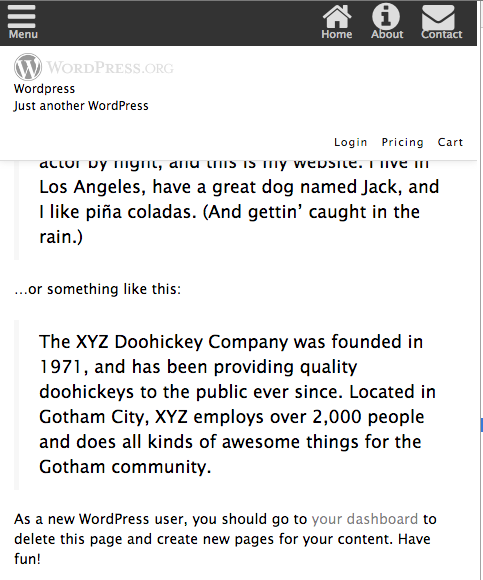 Menu
Home About Contact
WORDPRESS.ORG
Wordpress
Just another WordPress
Login Pricing Cart
actor by night, and this is my website. I live in
Los Angeles, have a great dog named Jack, and
I like piña coladas. (And gettin’ caught in the
rain.)
…or something like this:
The XYZ Doohickey Company was founded in
1971, and has been providing quality
doohickeys to the public ever since. Located in
Gotham City, XYZ employs over 2,000 people
and does all kinds of awesome things for the
Gotham community.
As a new WordPress user, you should go to your dashboard to
delete this page and create new pages for your content. Have
fun!